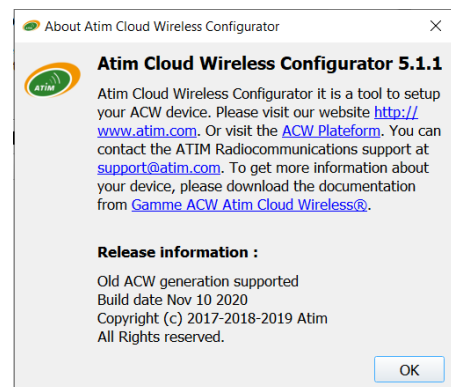 About Atim Cloud Wireless Configurator
ATIM
Atim Cloud Wireless Configurator 5.1.1
Atim Cloud Wireless Configurator it is a tool to setup
your ACW device. Please visit our website http://
www.atim.com. Or visit the ACW Plateform. You can
contact the ATIM Radiocommunications support at
support@atim.com. To get more information about
your device, please download the documentation
from Gamme ACW Atim Cloud Wireless®.
Release information :
Old ACW generation supported
Build date Nov 10 2020
Copyright (c) 2017-2018-2019 Atim
All Rights reserved.
OK